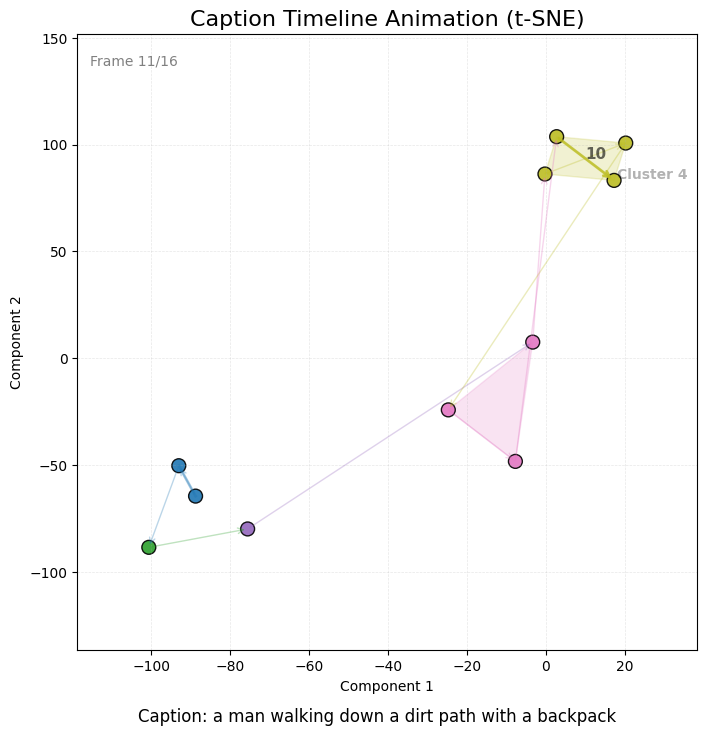 Caption Timeline Animation (t-SNE)
Frame 11/16
150
100
50
0
−50
−100
Component 2
10
Cluster 4
−100 −80 −60 −40 −20 0 20
Component 1
Caption: a man walking down a dirt path with a backpack